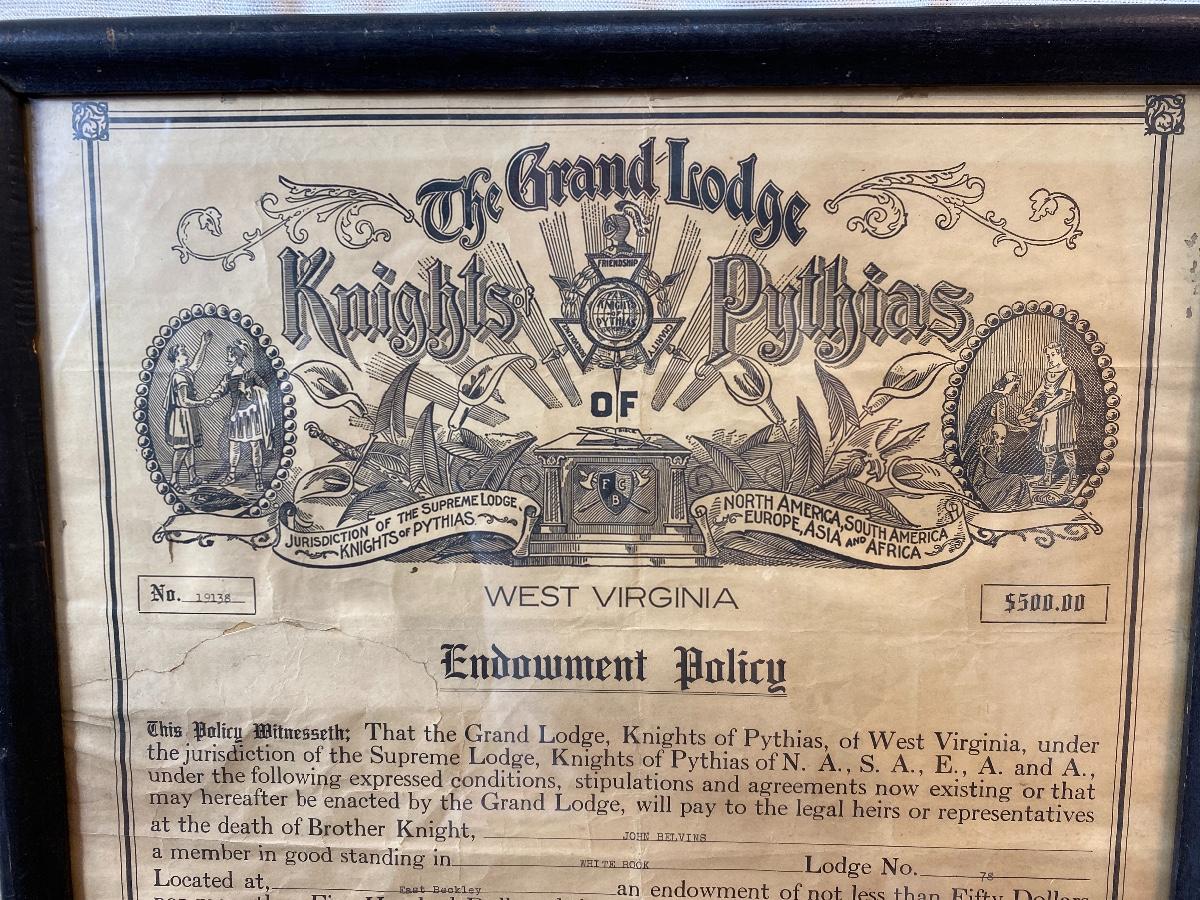 The Grand Lodge
FRIENDSHIP
Knights of Pythias
KNIGHTS OF PYTHIAS
CHARITY
OF
F C B
JURISDICTION OF THE SUPREME LODGE
KNIGHTS OF PYTHIAS
NORTH AMERICA, SOUTH AMERICA
EUROPE, ASIA AND AFRICA
No. 19138
WEST VIRGINIA
$500.00
Endowment Policy
This Policy Witnesseth; That the Grand Lodge, Knights of Pythias, of West Virginia, under
the jurisdiction of the Supreme Lodge, Knights of Pythias of N. A., S. A., E., A. and A.,
under the following expressed conditions, stipulations and agreements now existing or that
may hereafter be enacted by the Grand Lodge, will pay to the legal heirs or representatives
at the death of Brother Knight, JOHN BELVINS
a member in good standing in WHITE ROOK Lodge No. 78
Located at, East Beckley an endowment of not less than Fifty Dollars